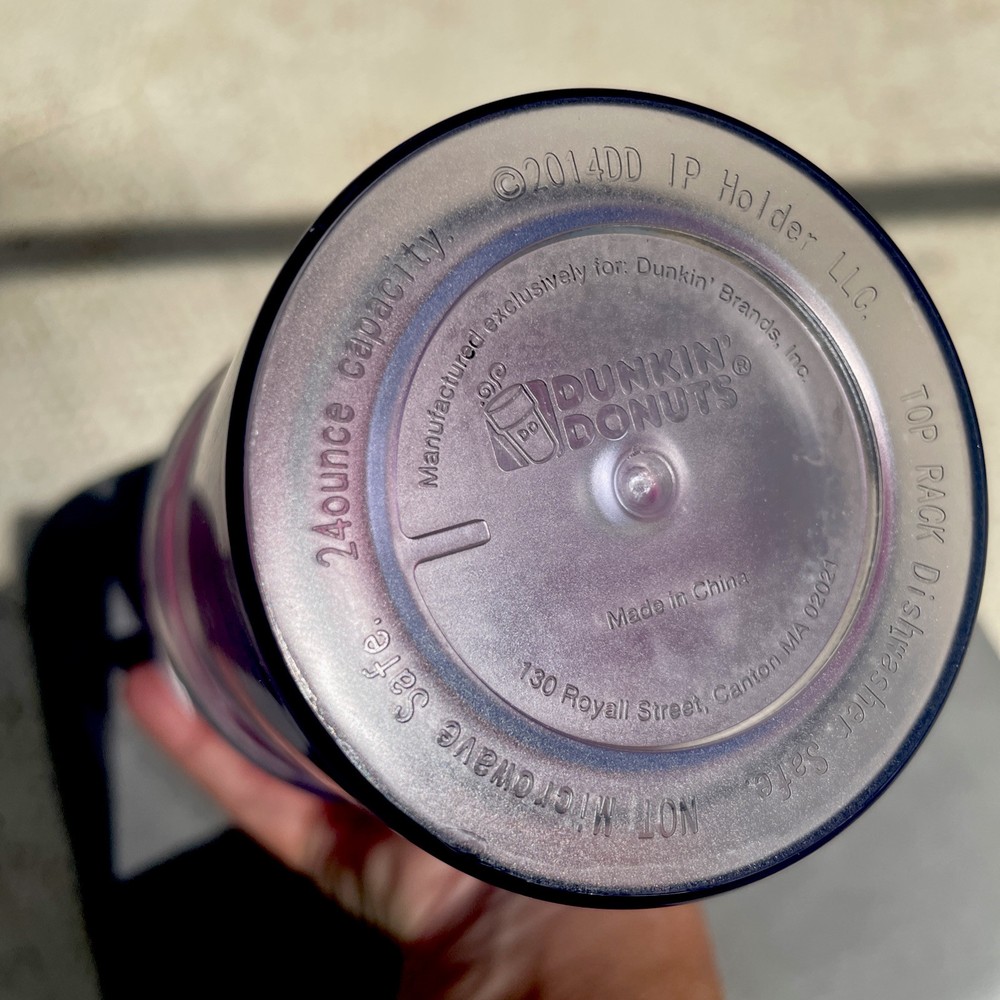 ©2014DD IP Holder LLC.
TOP RACK Dishwasher Safe.
NOT Microwave Safe.
24ounce capacity.
Manufactured exclusively for: Dunkin' Brands, Inc.
DD
DUNKIN'®
DONUTS
Made in China
130 Royall Street, Canton MA 02021